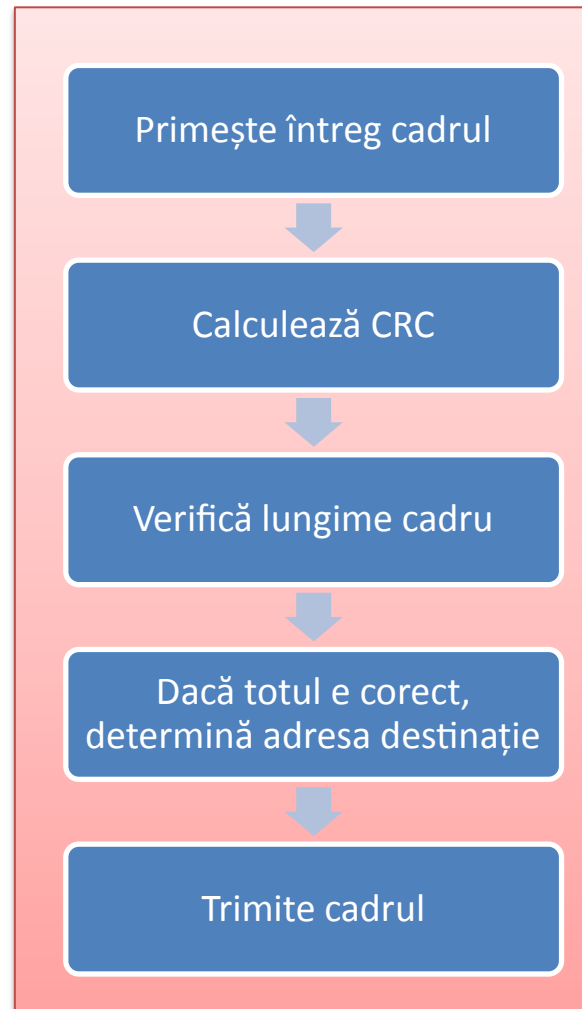 Primește întreg cadrul
Calculează CRC
Verifică lungime cadru
Dacă totul e corect,
determină adresa destinație
Trimite cadrul